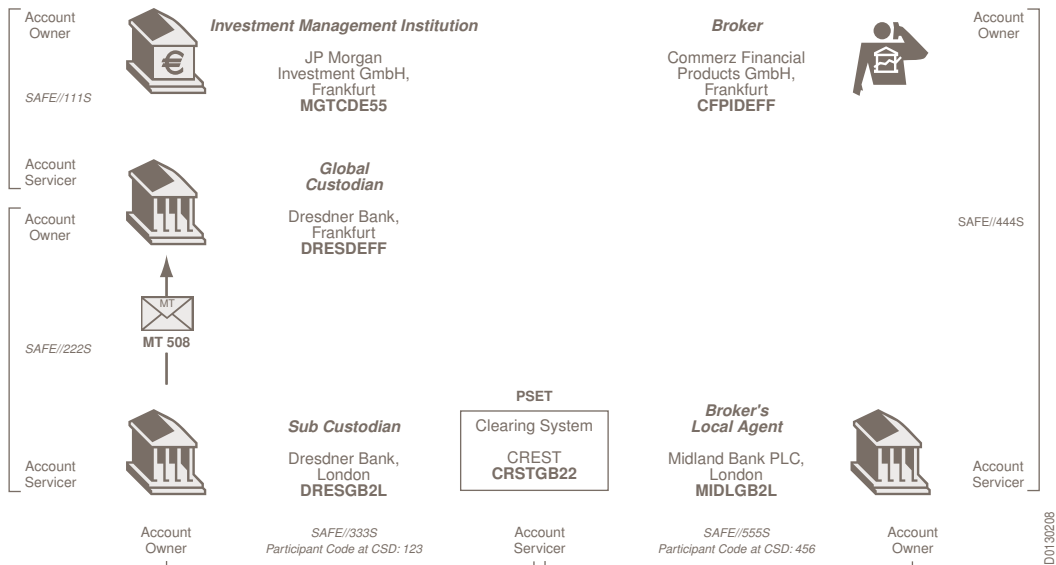 Account
Owner
Investment Management Institution
JP Morgan
Investment GmbH,
Frankfurt
MGTCDE55
€
SAFE//111S
Broker
Commerz Financial
Products GmbH,
Frankfurt
CFPIDEFF
Account
Owner
Account
Servicer
Global
Custodian
Dresdner Bank,
Frankfurt
DRESDEFF
Account
Owner
SAFE//444S
MT
MT 508
SAFE//222S
Sub Custodian
Dresdner Bank,
London
DRESGB2L
PSET
Clearing System
CREST
CRSTGB22
Broker's
Local Agent
Midland Bank PLC,
London
MIDLGB2L
Account
Servicer
Account
Servicer
Account
Owner
SAFE//333S
Participant Code at CSD: 123
Account
Servicer
SAFE//555S
Participant Code at CSD: 456
Account
Owner
D0130208